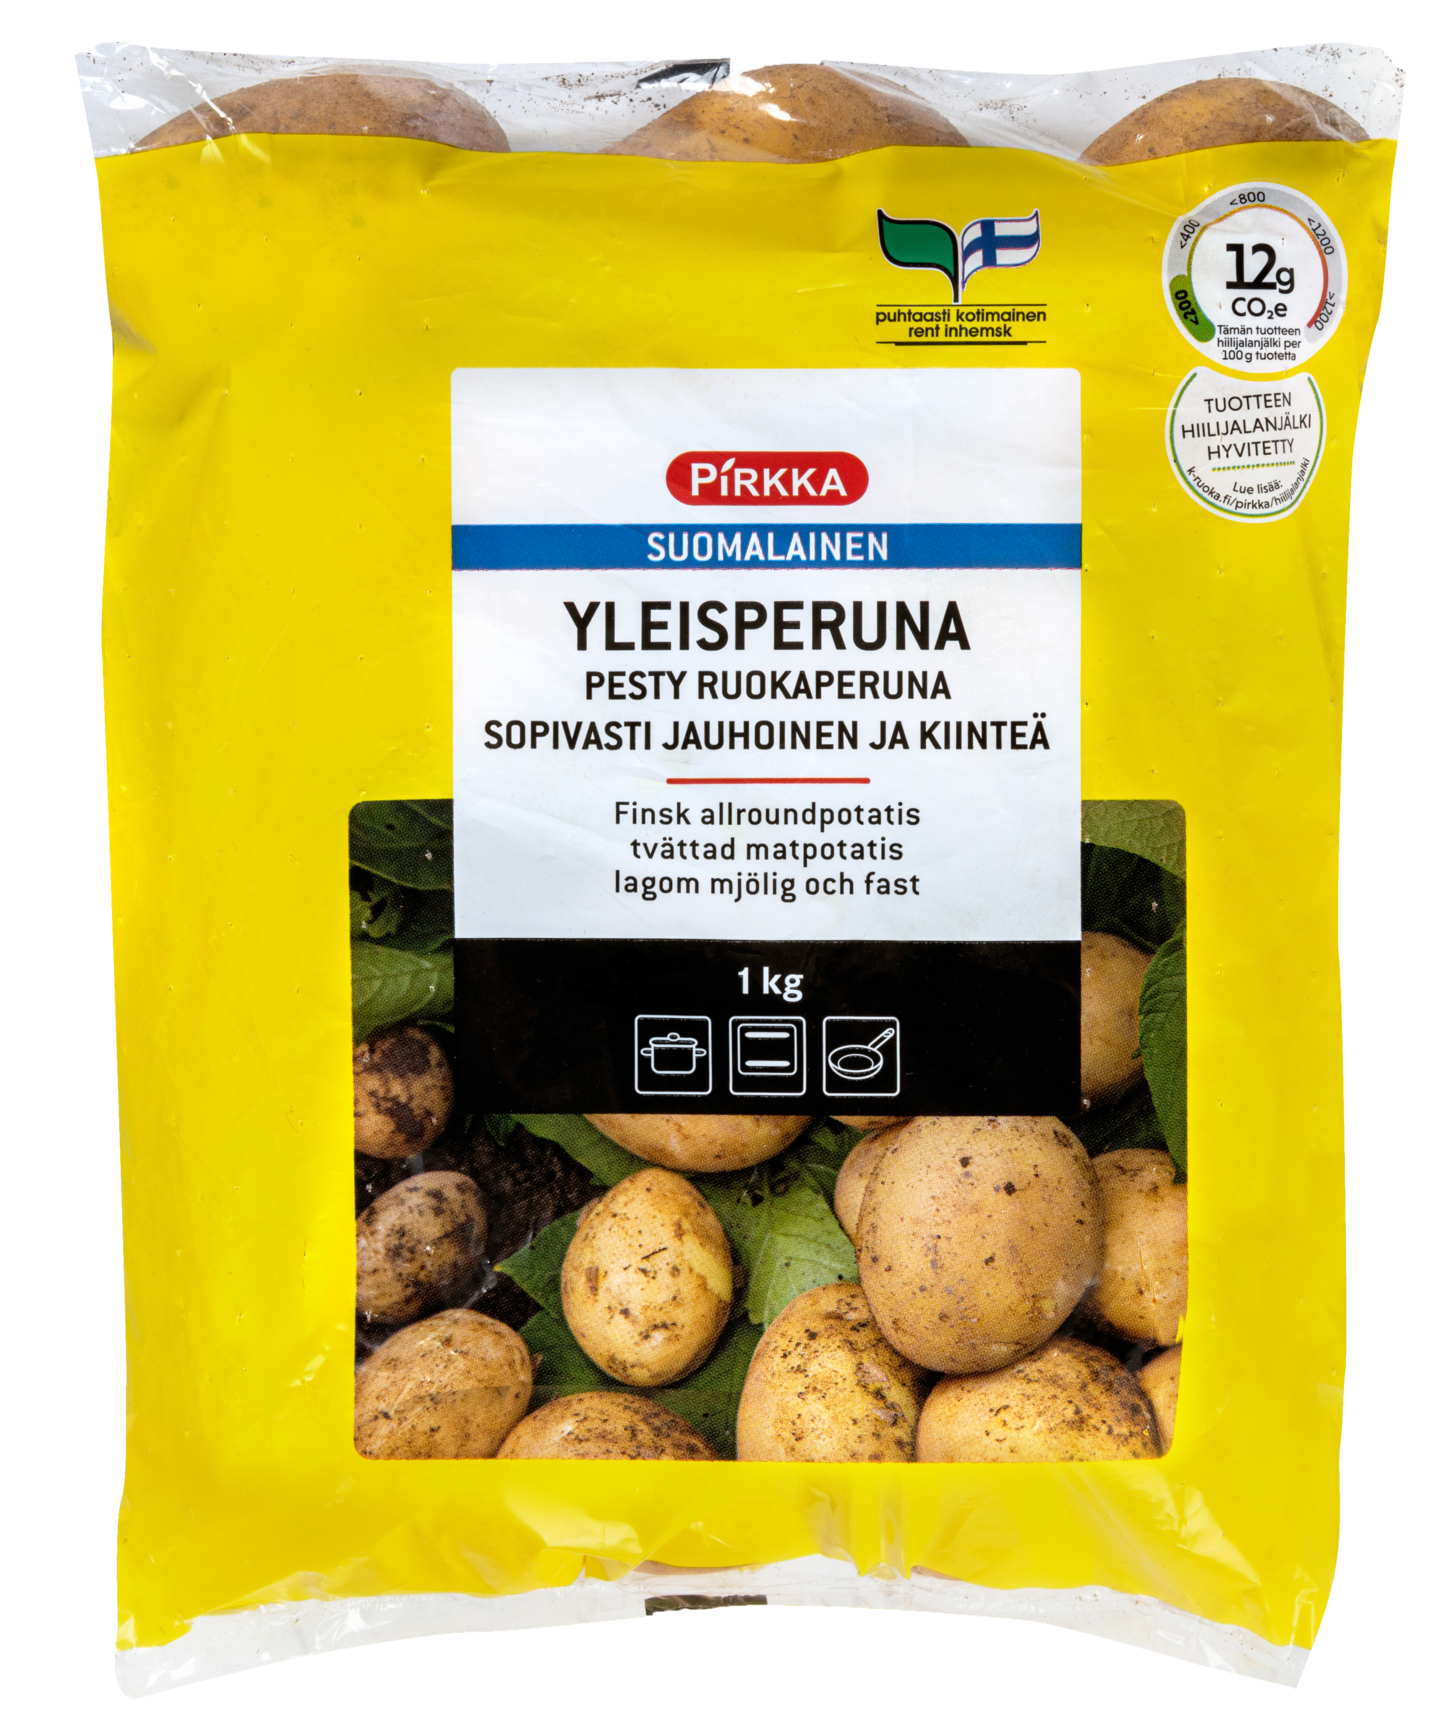 puhtaasti kotimainen
rent inhemsk
<200
<400
<800
<1200
>1200
12g
CO₂e
Tämän tuotteen
hiilijalanjälki per
100 g tuotetta
TUOTTEEN
HIILIJALANJÄLKI
HYVITETTY
Lue lisää:
k-ruoka.fi/pirkka/hiilijalanjalki
PIRKKA
SUOMALAINEN
YLEISPERUNA
PESTY RUOKAPERUNA
SOPIVASTI JAUHOINEN JA KIINTEÄ
Finsk allroundpotatis
tvättad matpotatis
lagom mjölig och fast
1 kg